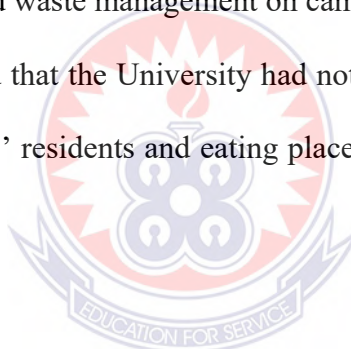 waste management on cam
that the University had not
’ residents and eating place
EDUCATION FOR SERVICE